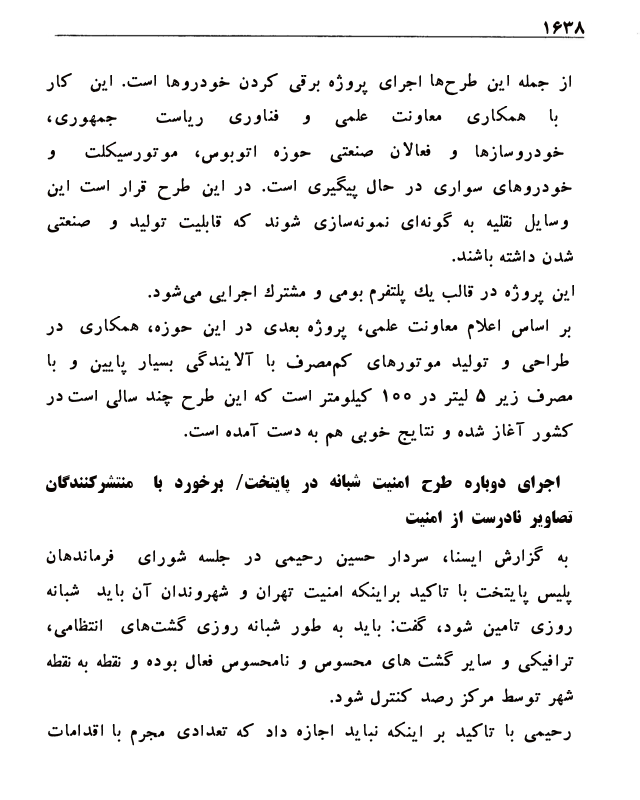 ۱۶۳۸
از جمله این طرح‌ها اجرای پروژه برقی کردن خودروها است. این کار
با همکاری معاونت علمی و فناوری ریاست جمهوری،
خودروسازها و فعالان صنعتی حوزه اتوبوس، موتورسیکلت و
خودروهای سواری در حال پیگیری است. در این طرح قرار است این
وسایل نقلیه به گونه‌ای نمونه‌سازی شوند که قابلیت تولید و صنعتی
شدن داشته باشند.
این پروژه در قالب یك پلتفرم بومی و مشترك اجرایی می‌شود.
بر اساس اعلام معاونت علمی، پروژه بعدی در این حوزه، همکاری در
طراحی و تولید موتورهای کم‌مصرف با آلایندگی بسیار پایین و با
مصرف زیر ۵ لیتر در ۱۰۰ کیلومتر است که این طرح چند سالی است در
کشور آغاز شده و نتایج خوبی هم به دست آمده است.
اجرای دوباره طرح امنیت شبانه در پایتخت/ برخورد با منتشرکنندگان
تصاویر نادرست از امنیت
به گزارش ایسنا، سردار حسین رحیمی در جلسه شورای فرماندهان
پلیس پایتخت با تاکید براینکه امنیت تهران و شهروندان آن باید شبانه
روزی تامین شود، گفت: باید به طور شبانه روزی گشت‌های انتظامی،
ترافیکی و سایر گشت های محسوس و نامحسوس فعال بوده و نقطه به نقطه
شهر توسط مرکز رصد کنترل شود.
رحیمی با تاکید بر اینکه نباید اجازه داد که تعدادی مجرم با اقدامات